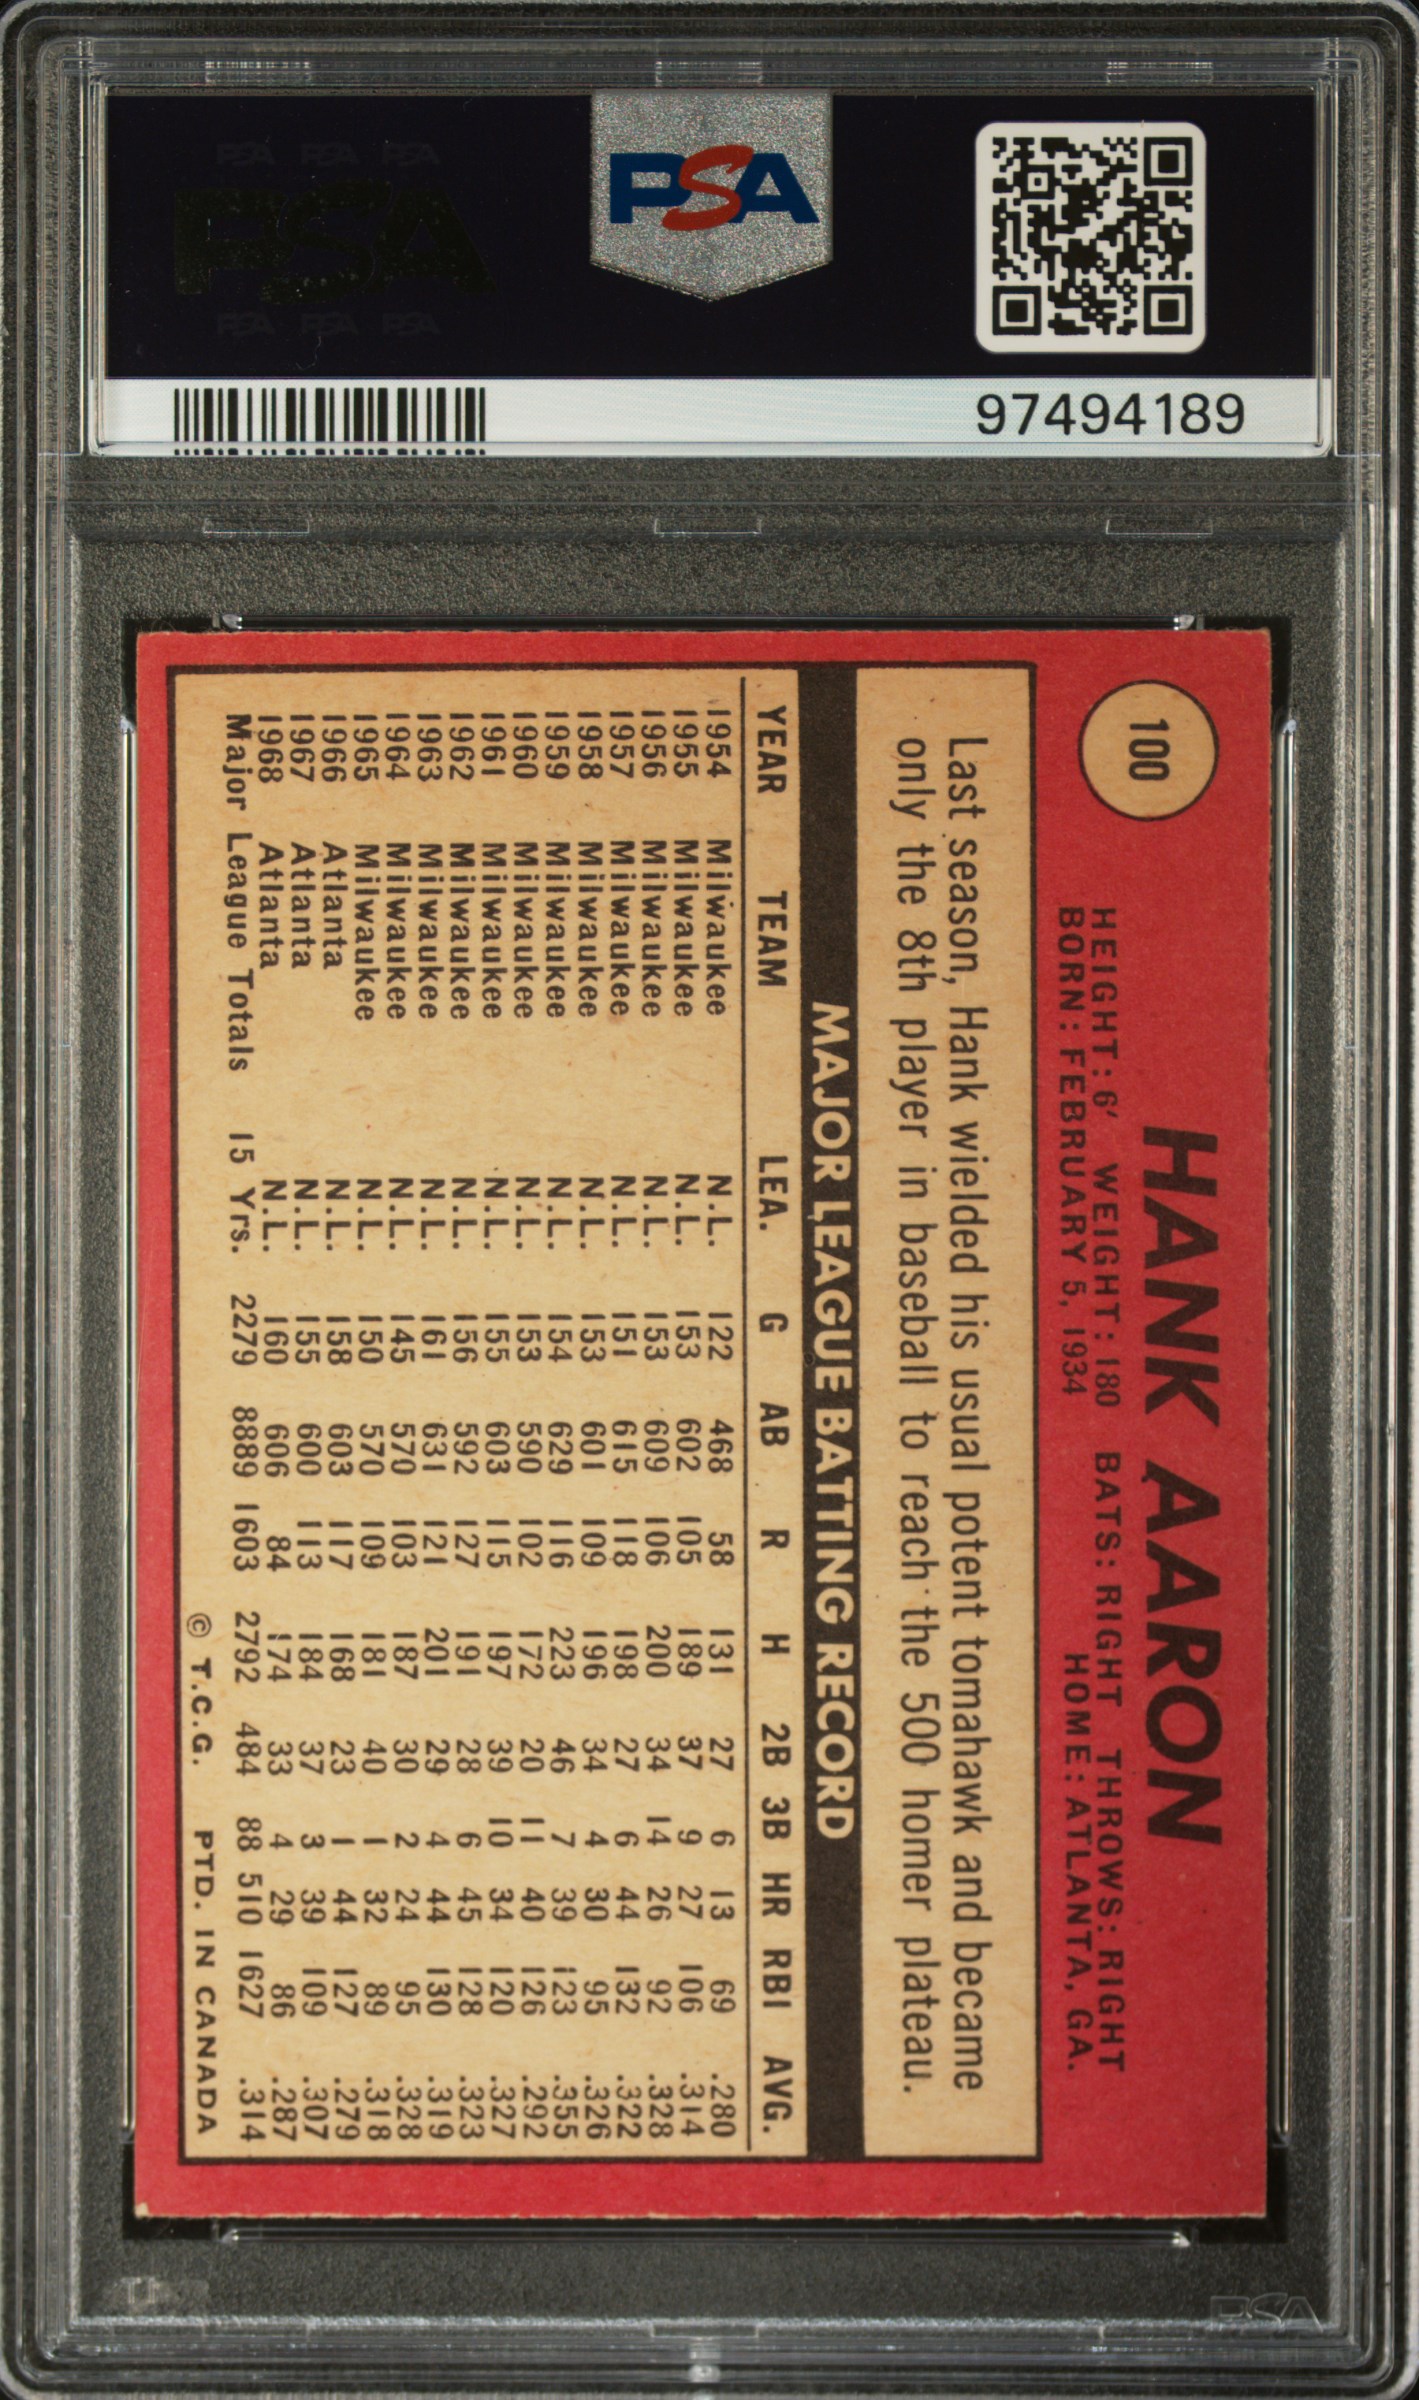 PSA PSA PSA
PSA
PSA PSA PSA
PSA
97494189
100
HANK AARON
HEIGHT: 6' WEIGHT: 180 BATS: RIGHT THROWS: RIGHT
BORN: FEBRUARY 5, 1934 HOME: ATLANTA, GA.
Last season, Hank wielded his usual potent tomahawk and became
only the 8th player in baseball to reach the 500 homer plateau.
MAJOR LEAGUE BATTING RECORD
YEAR TEAM LEA. G AB R H 2B 3B HR RBI AVG.
1954 Milwaukee N.L. 122 468 58 131 27 6 13 69 .280
1955 Milwaukee N.L. 153 602 105 189 37 9 27 106 .314
1956 Milwaukee N.L. 153 609 106 200 34 14 26 92 .328
1957 Milwaukee N.L. 151 615 118 198 27 6 44 132 .322
1958 Milwaukee N.L. 153 601 109 196 34 4 30 95 .326
1959 Milwaukee N.L. 154 629 116 223 46 7 39 123 .355
1960 Milwaukee N.L. 153 590 102 172 20 11 40 126 .292
1961 Milwaukee N.L. 155 603 115 197 39 10 34 120 .327
1962 Milwaukee N.L. 156 592 127 191 28 6 45 128 .323
1963 Milwaukee N.L. 161 631 121 201 29 4 44 130 .319
1964 Milwaukee N.L. 145 570 103 187 30 2 24 95 .328
1965 Milwaukee N.L. 150 570 109 181 40 1 32 89 .318
1966 Atlanta N.L. 158 603 117 168 23 1 44 127 .279
1967 Atlanta N.L. 155 600 113 184 37 3 39 109 .307
1968 Atlanta N.L. 160 606 84 174 33 4 29 86 .287
Major League Totals 15 Yrs. 2279 8889 1603 2792 484 88 510 1627 .314
© T.C.G. PTD. IN CANADA
PSA